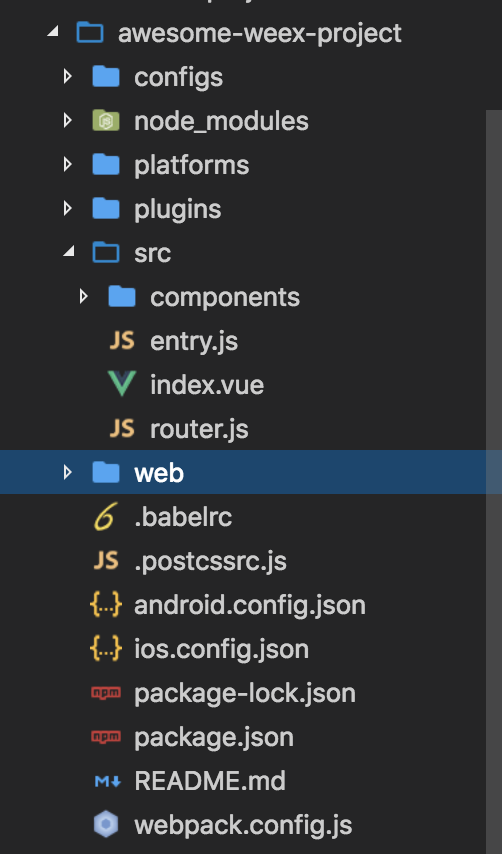 awesome-weex-project
configs
node_modules
platforms
plugins
src
components
JS entry.js
index.vue
JS router.js
web
6 .babelrc
JS .postcssrc.js
{...} android.config.json
{...} ios.config.json
npm package-lock.json
npm package.json
M↓ README.md
webpack.config.js